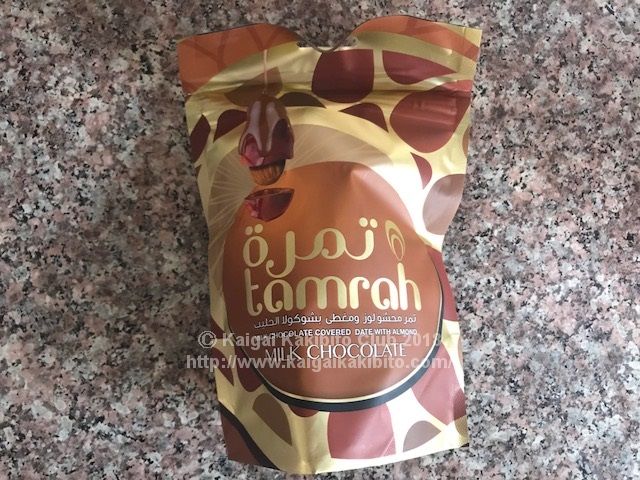 تمرة
tamrah
تمر محشو لوز ومغطى بشوكولا الحليب
CHOCOLATE COVERED DATE WITH ALMOND
MILK CHOCOLATE
© Kaigai Kakibito Club 2018
http://www.kaigaikakibito.com/